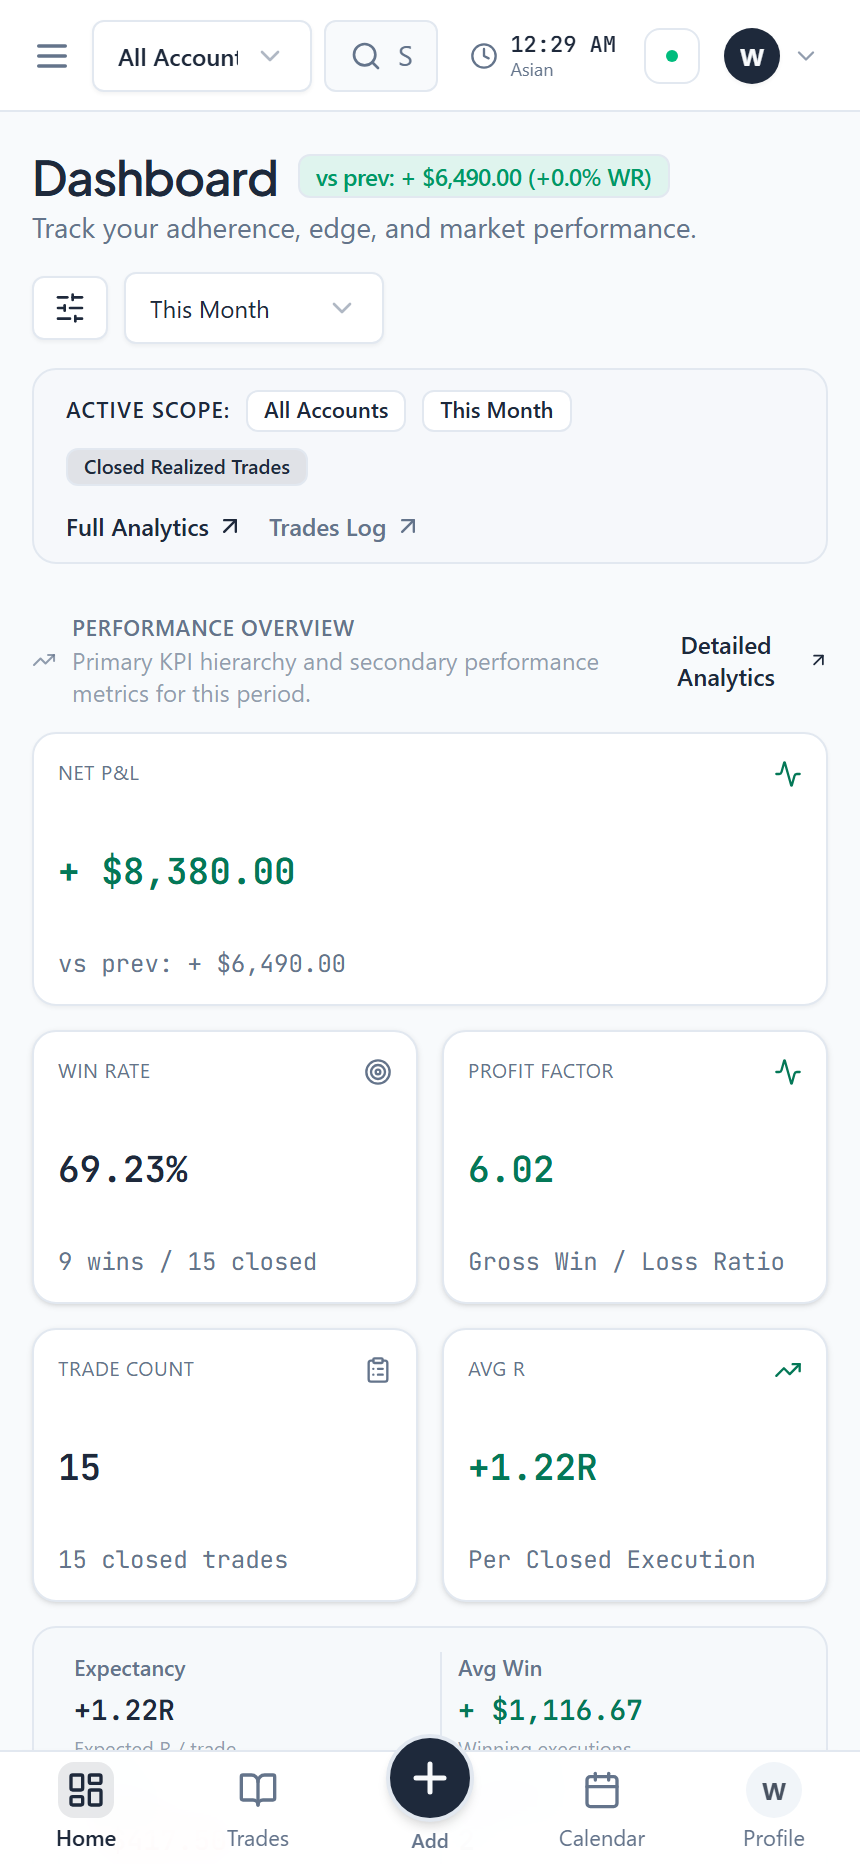 All Account
S
12:29 AM
Asian
W
Dashboard
vs prev: + $6,490.00 (+0.0% WR)
Track your adherence, edge, and market performance.
This Month
ACTIVE SCOPE:
All Accounts
This Month
Closed Realized Trades
Full Analytics
Trades Log
PERFORMANCE OVERVIEW
Primary KPI hierarchy and secondary performance
metrics for this period.
Detailed
Analytics
NET P&L
+ $8,380.00
vs prev: + $6,490.00
WIN RATE
69.23%
9 wins / 15 closed
PROFIT FACTOR
6.02
Gross Win / Loss Ratio
TRADE COUNT
15
15 closed trades
AVG R
+1.22R
Per Closed Execution
Expectancy
+1.22R
Expected R / trade
Avg Win
+ $1,116.67
Winning executions
Home
Trades
Add
Calendar
W
Profile